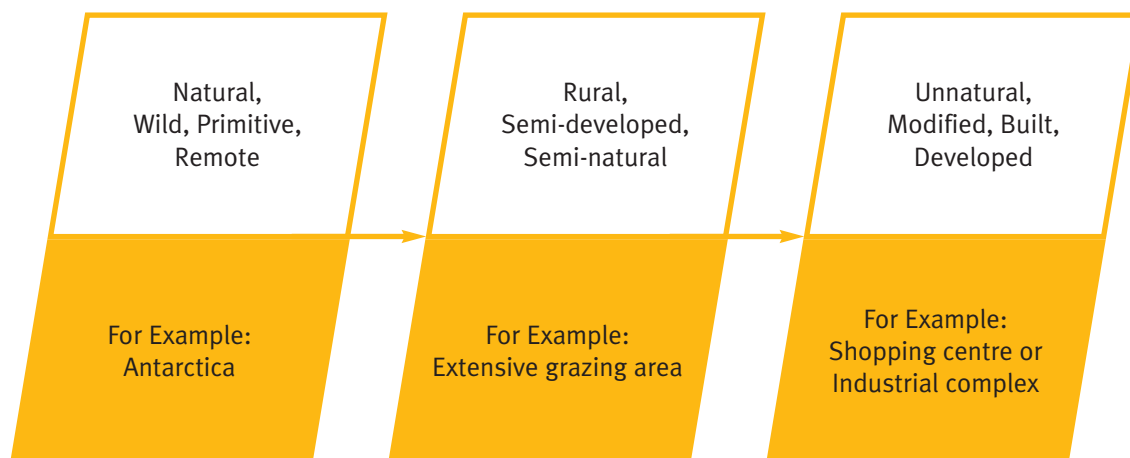 Natural,
Wild, Primitive,
Remote
For Example:
Antarctica
Rural,
Semi-developed,
Semi-natural
For Example:
Extensive grazing area
Unnatural,
Modified, Built,
Developed
For Example:
Shopping centre or
Industrial complex